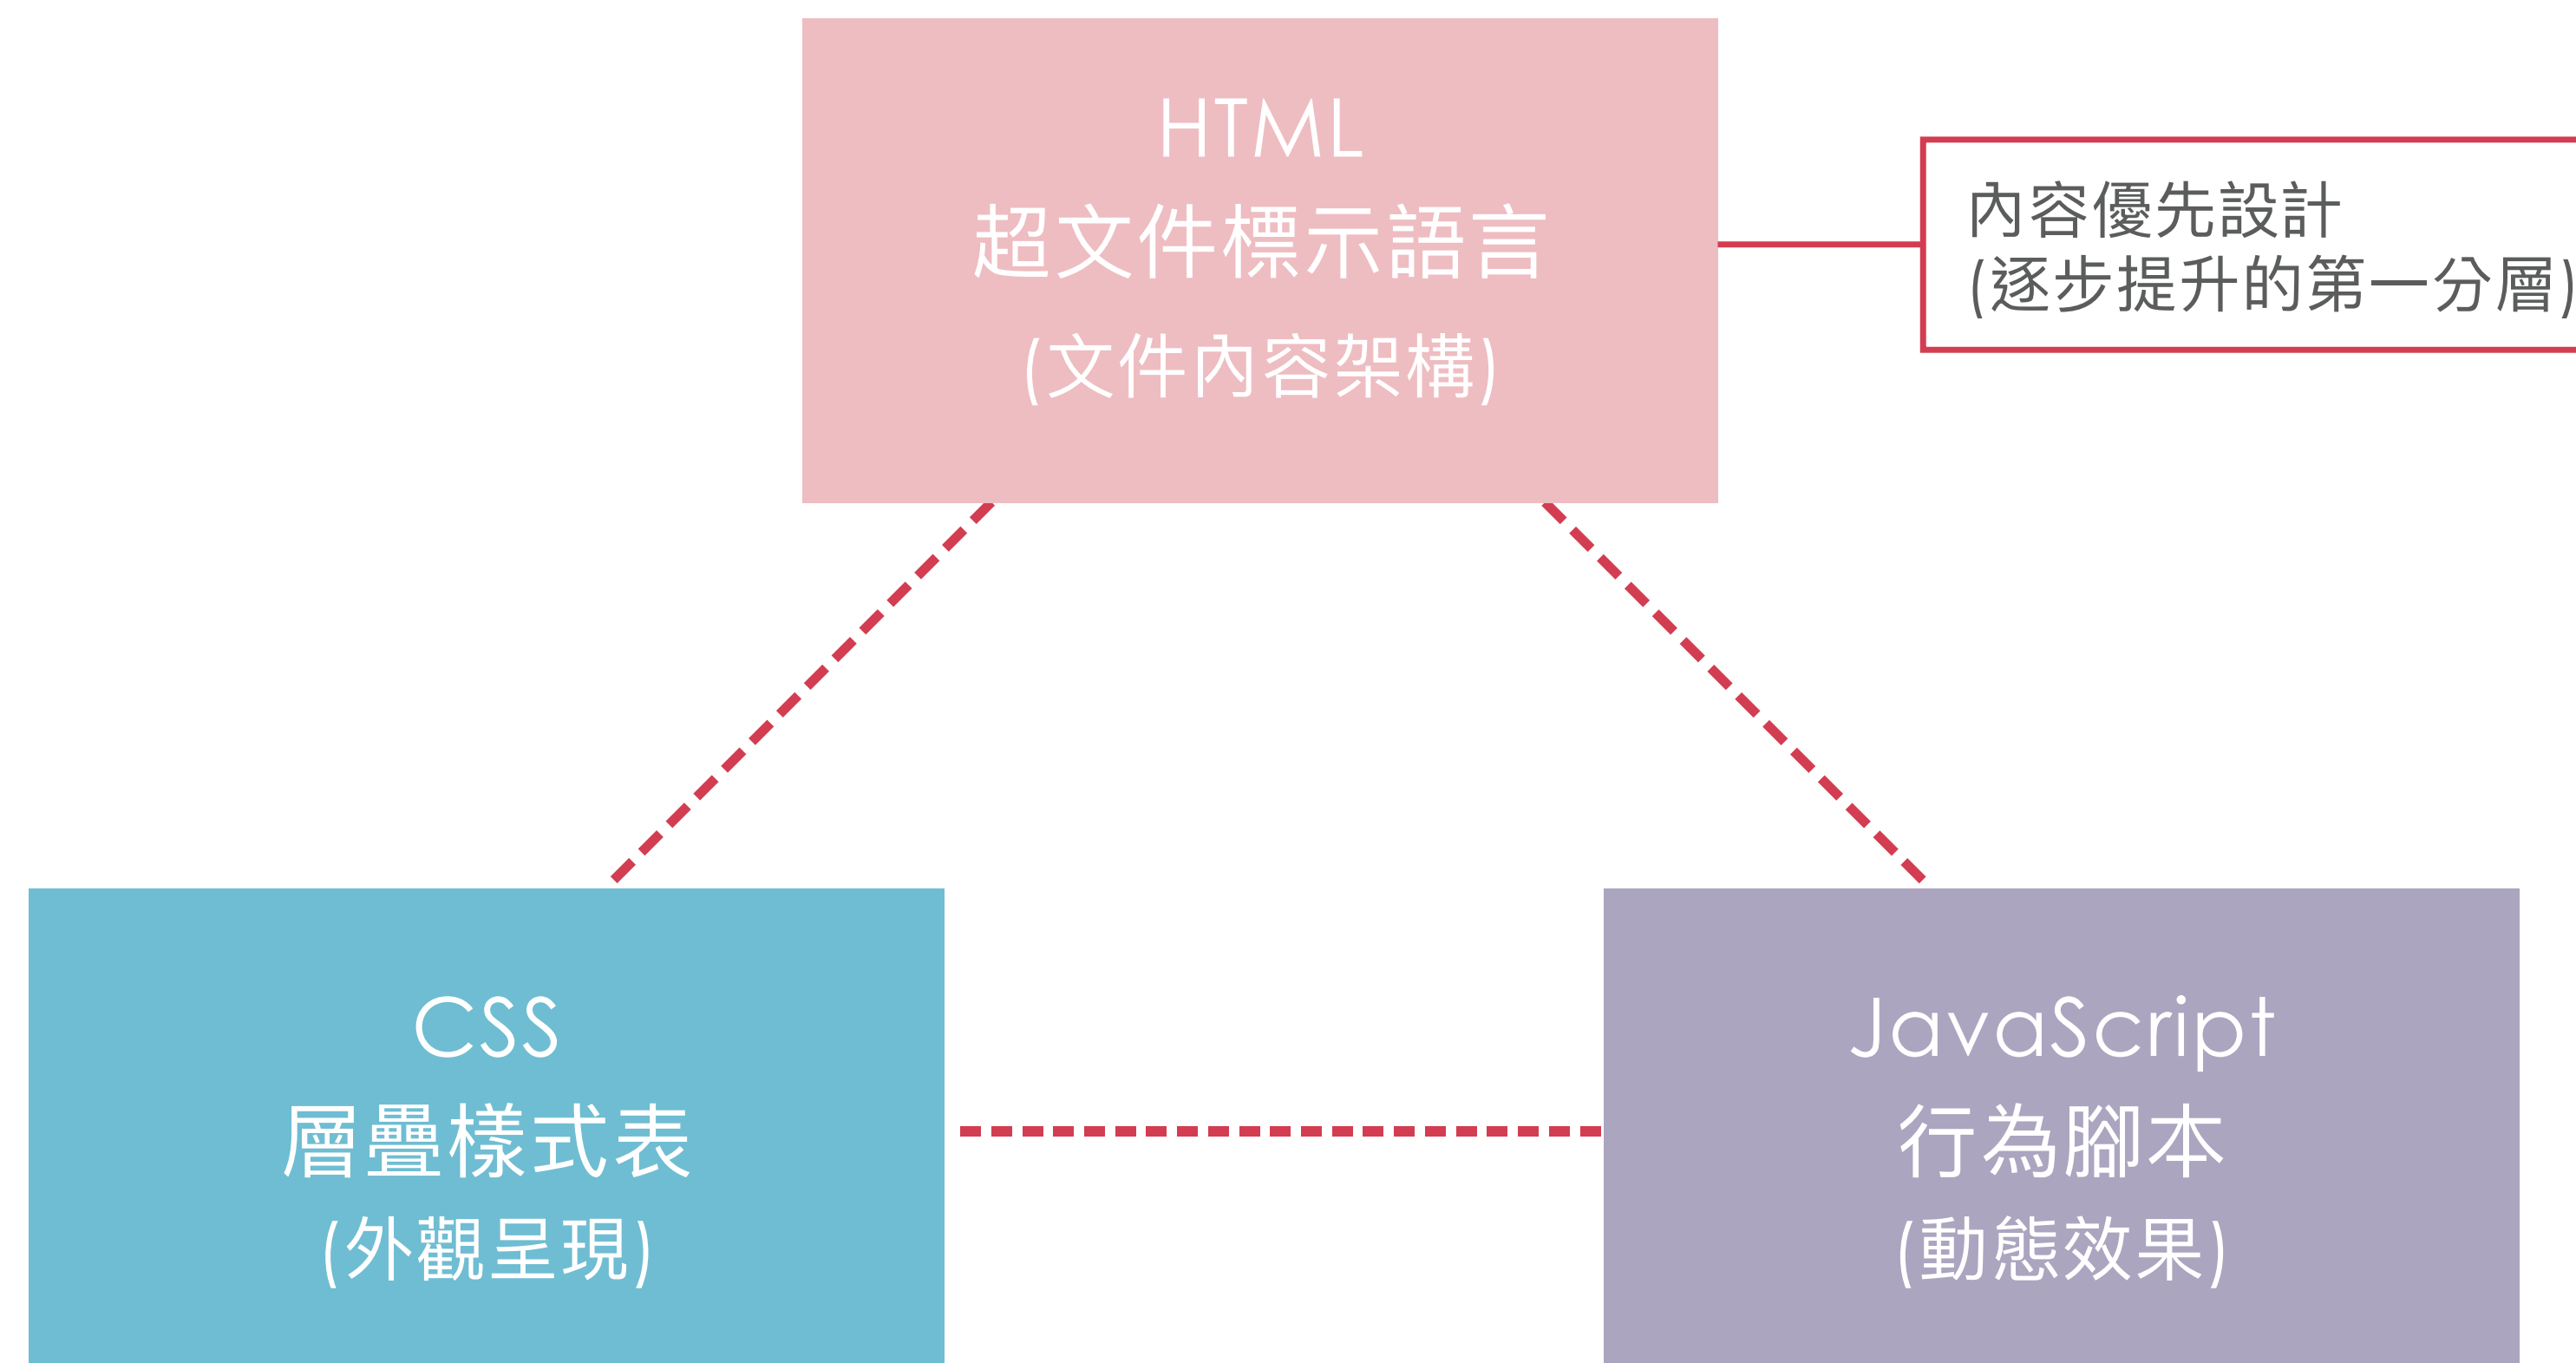 HTML
超文件標示語言
(文件內容架構)
內容優先設計
(逐步提升的第一分層)
CSS
層疊樣式表
(外觀呈現)
JavaScript
行為腳本
(動態效果)